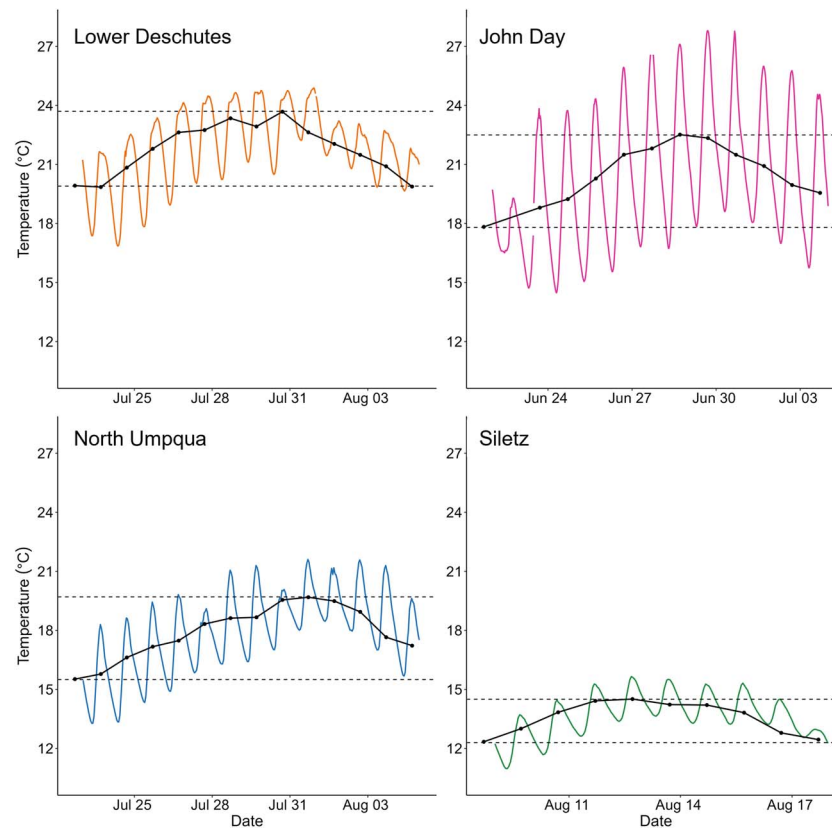 Lower Deschutes
27
24
21
18
15
12
Temperature (°C)
Jul 25 Jul 28 Jul 31 Aug 03
John Day
27
24
21
18
15
12
Jun 24 Jun 27 Jun 30 Jul 03
North Umpqua
27
24
21
18
15
12
Temperature (°C)
Jul 25 Jul 28 Jul 31 Aug 03
Date
Siletz
27
24
21
18
15
12
Aug 11 Aug 14 Aug 17
Date